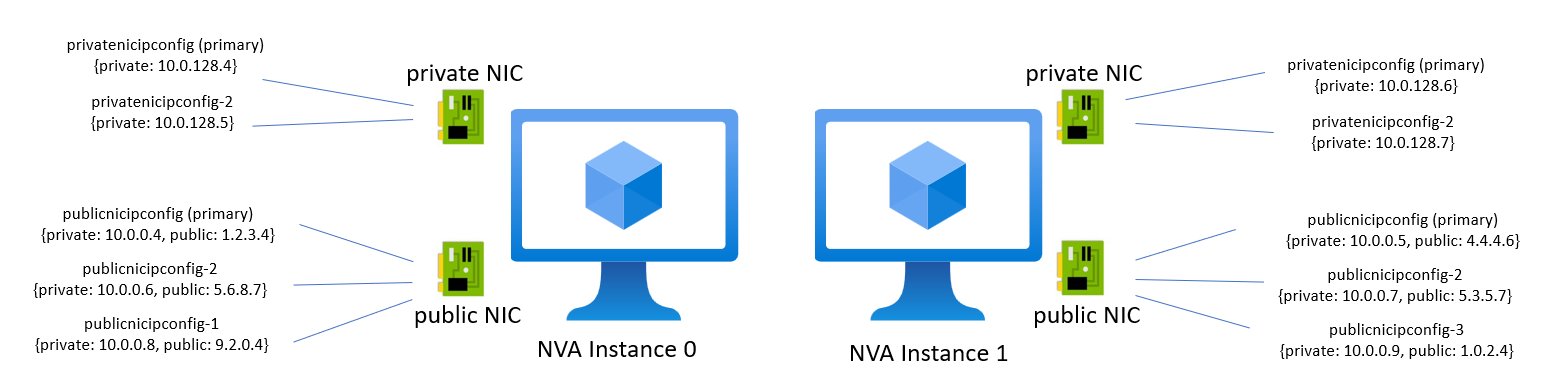 privatenicipconfig (primary)
{private: 10.0.128.4}
privatenicipconfig-2
{private: 10.0.128.5}
private NIC
publicnicipconfig (primary)
{private: 10.0.0.4, public: 1.2.3.4}
publicnicipconfig-2
{private: 10.0.0.6, public: 5.6.8.7}
publicnicipconfig-1
{private: 10.0.0.8, public: 9.2.0.4}
public NIC
NVA Instance 0
private NIC
privatenicipconfig (primary)
{private: 10.0.128.6}
privatenicipconfig-2
{private: 10.0.128.7}
publicnicipconfig (primary)
{private: 10.0.0.5, public: 4.4.4.6}
publicnicipconfig-2
{private: 10.0.0.7, public: 5.3.5.7}
publicnicipconfig-3
{private: 10.0.0.9, public: 1.0.2.4}
public NIC
NVA Instance 1